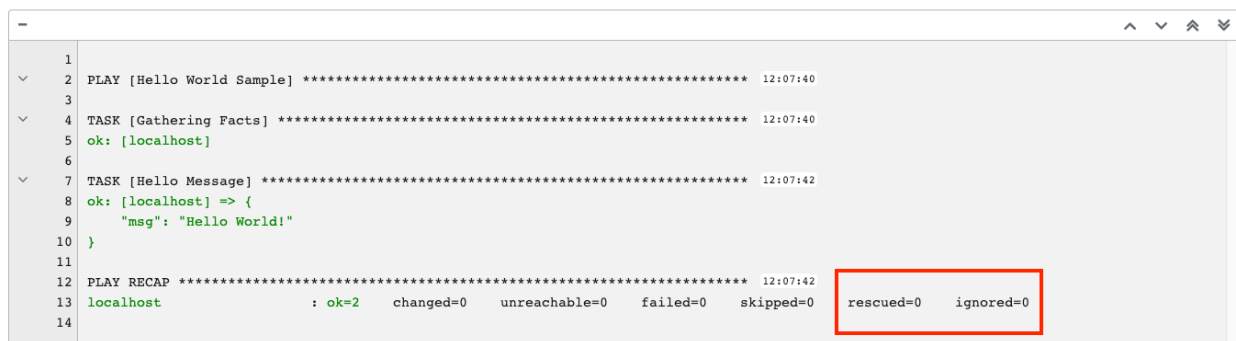 1
2 PLAY [Hello World Sample] ****************************************************** 12:07:40
3
4 TASK [Gathering Facts] ********************************************************* 12:07:40
5 ok: [localhost]
6
7 TASK [Hello Message] *********************************************************** 12:07:42
8 ok: [localhost] => {
9     "msg": "Hello World!"
10 }
11
12 PLAY RECAP ********************************************************************* 12:07:42
13 localhost                  : ok=2    changed=0    unreachable=0    failed=0    skipped=0    rescued=0    ignored=0
14